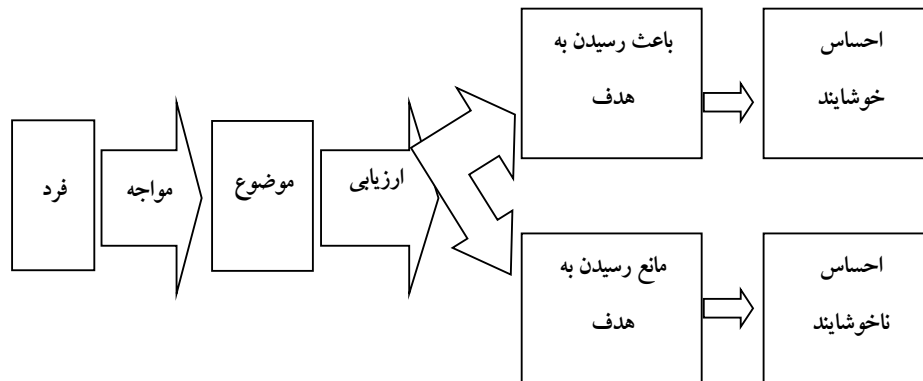 فرد
مواجه
موضوع
ارزیابی
باعث رسیدن به
هدف
احساس
خوشایند
مانع رسیدن به
هدف
احساس
ناخوشایند